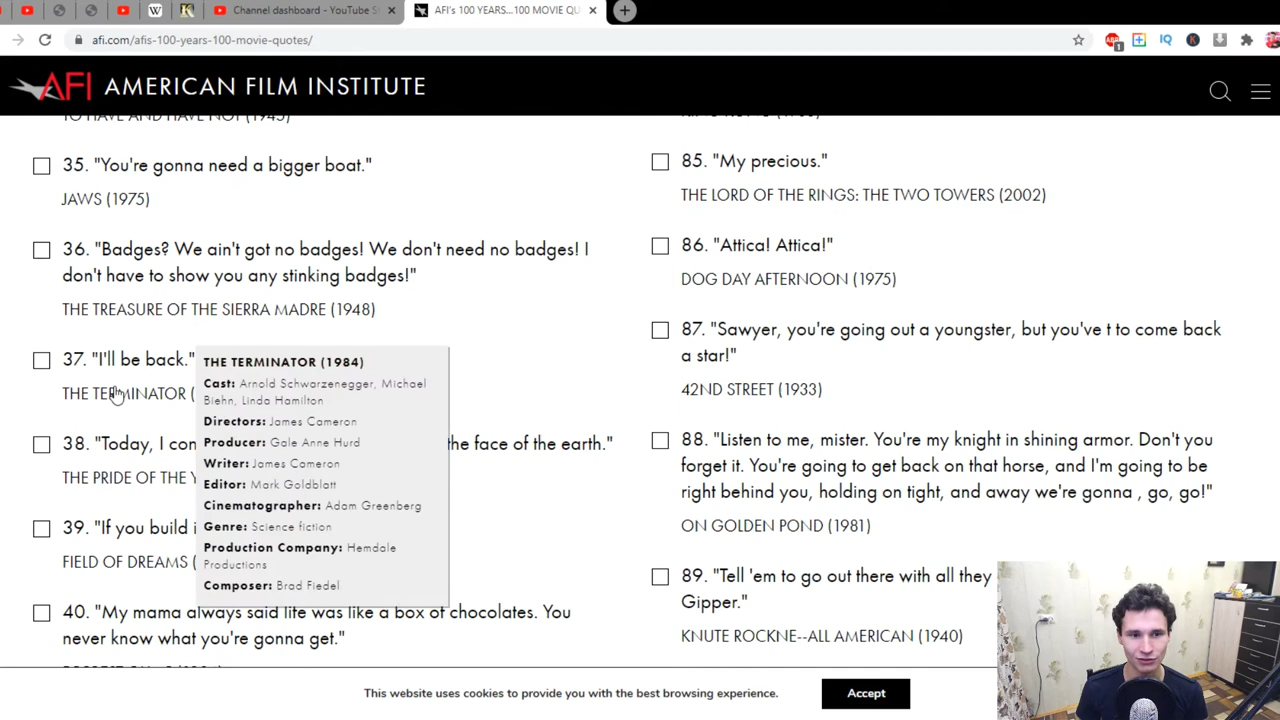 Channel dashboard - YouTube S
AFI's 100 YEARS...100 MOVIE QU
afi.com/afis-100-years-100-movie-quotes/
AFI AMERICAN FILM INSTITUTE
TO HAVE AND HAVE NOT (1945)
35. "You're gonna need a bigger boat."
JAWS (1975)
36. "Badges? We ain't got no badges! We don't need no badges! I
don't have to show you any stinking badges!"
THE TREASURE OF THE SIERRA MADRE (1948)
37. "I'll be back."
THE TERMINATOR (
THE TERMINATOR (1984)
Cast: Arnold Schwarzenegger, Michael
Biehn, Linda Hamilton
Directors: James Cameron
Producer: Gale Anne Hurd
Writer: James Cameron
Editor: Mark Goldblatt
Cinematographer: Adam Greenberg
Genre: Science fiction
Production Company: Hemdale
Productions
Composer: Brad Fiedel
38. "Today, I con the face of the earth."
THE PRIDE OF THE Y
39. "If you build i
FIELD OF DREAMS (
40. "My mama always said life was like a box of chocolates. You
never know what you're gonna get."
85. "My precious."
THE LORD OF THE RINGS: THE TWO TOWERS (2002)
86. "Attica! Attica!"
DOG DAY AFTERNOON (1975)
87. "Sawyer, you're going out a youngster, but you've t to come back
a star!"
42ND STREET (1933)
88. "Listen to me, mister. You're my knight in shining armor. Don't you
forget it. You're going to get back on that horse, and I'm going to be
right behind you, holding on tight, and away we're gonna , go, go!"
ON GOLDEN POND (1981)
89. "Tell 'em to go out there with all they
Gipper."
KNUTE ROCKNE--ALL AMERICAN (1940)
This website uses cookies to provide you with the best browsing experience.
Accept